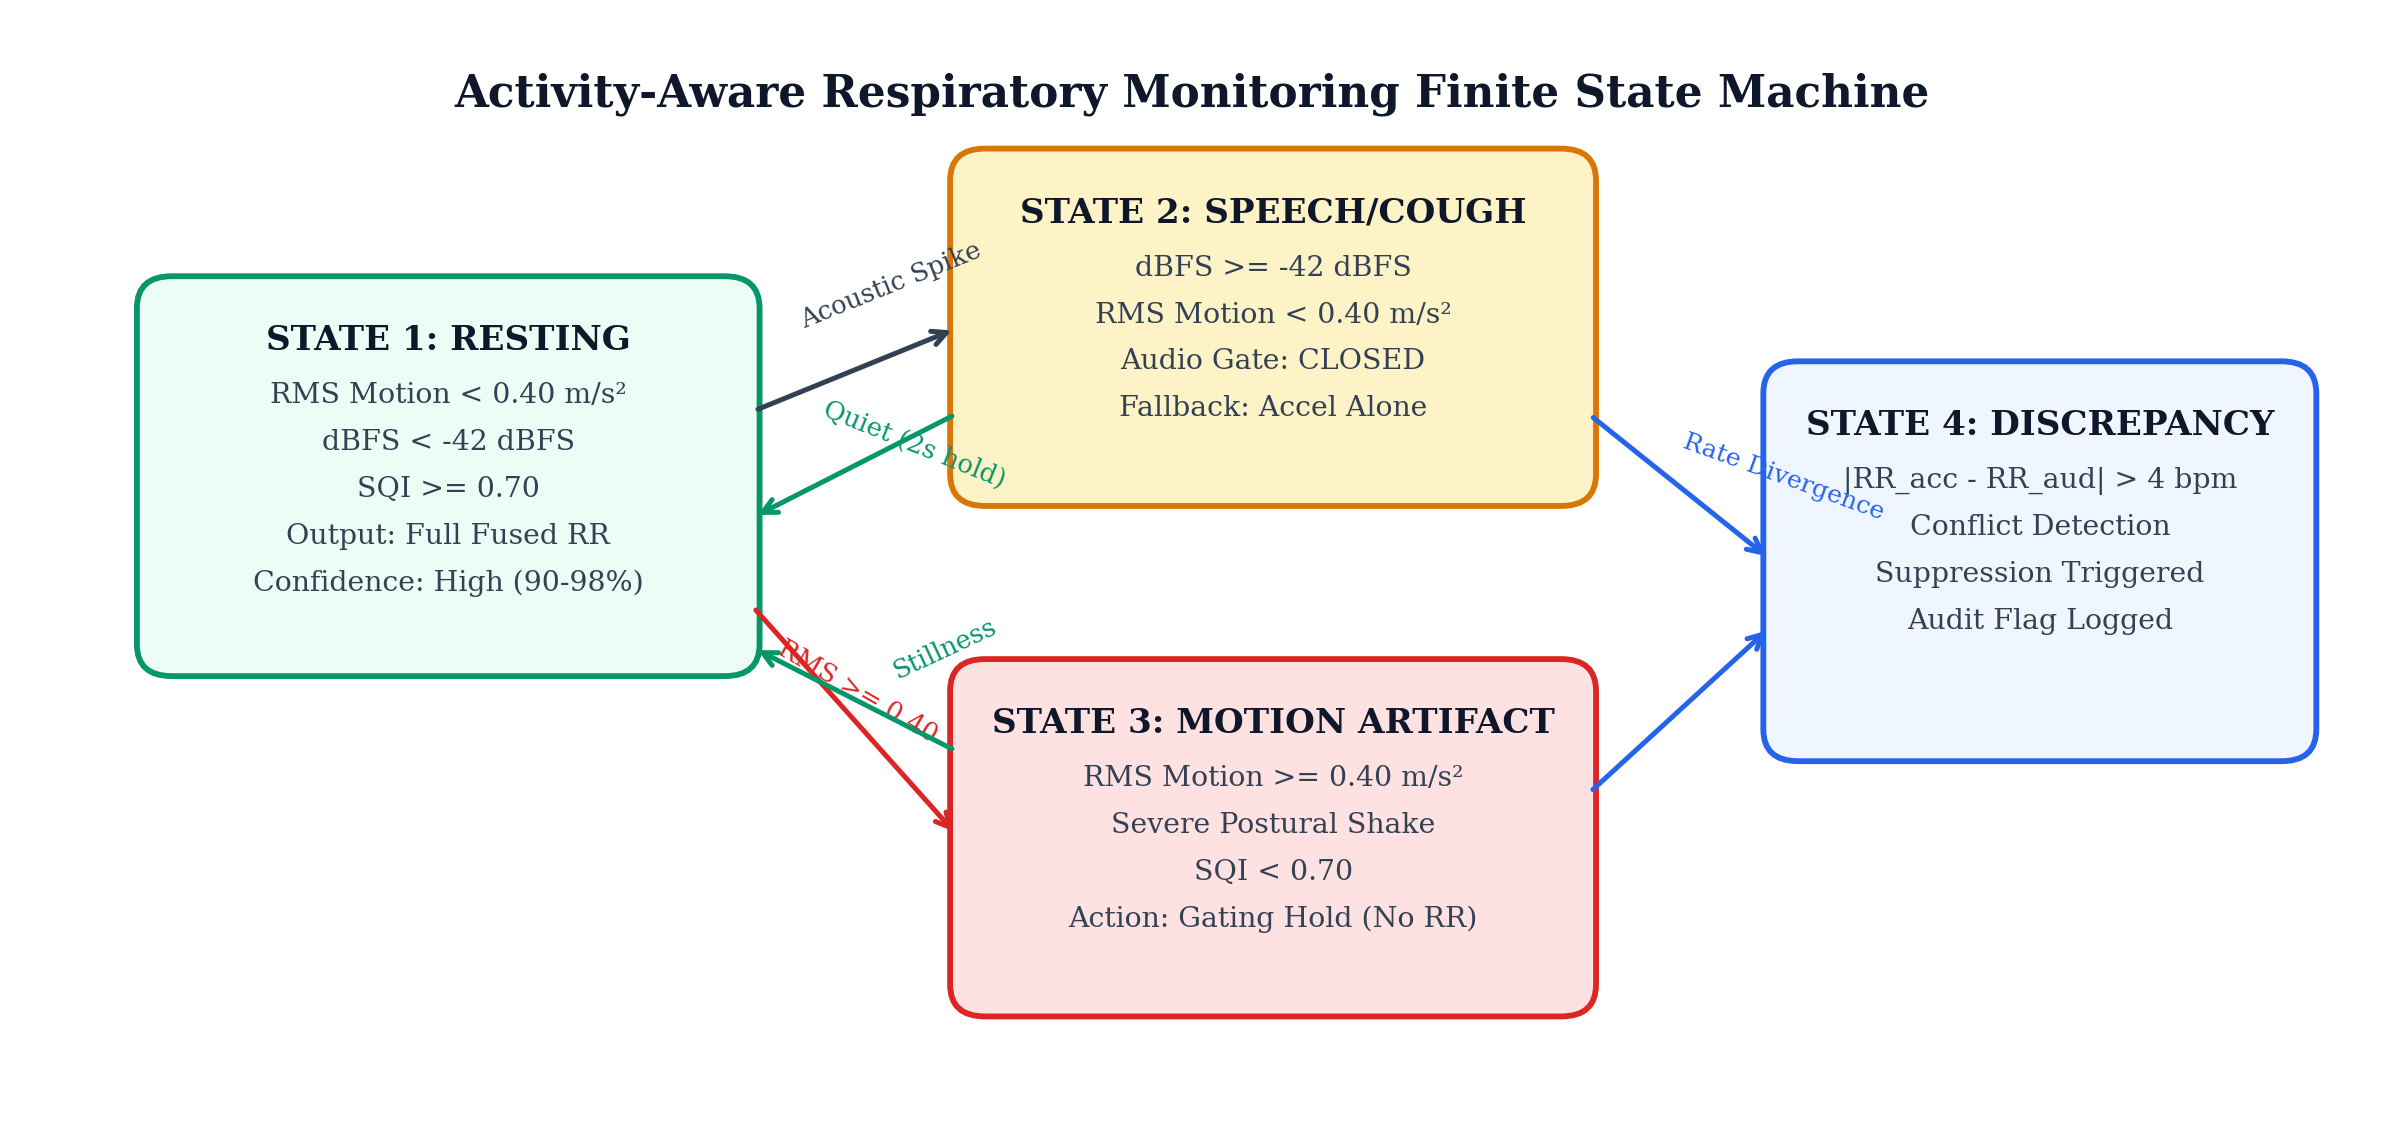 Activity-Aware Respiratory Monitoring Finite State Machine
STATE 1: RESTING
RMS Motion < 0.40 m/s²
dBFS < -42 dBFS
SQI >= 0.70
Output: Full Fused RR
Confidence: High (90-98%)
Acoustic Spike
Quiet (2s hold)
RMS >= 0.40
Stillness
STATE 2: SPEECH/COUGH
dBFS >= -42 dBFS
RMS Motion < 0.40 m/s²
Audio Gate: CLOSED
Fallback: Accel Alone
STATE 3: MOTION ARTIFACT
RMS Motion >= 0.40 m/s²
Severe Postural Shake
SQI < 0.70
Action: Gating Hold (No RR)
Rate Divergence
STATE 4: DISCREPANCY
|RR_acc - RR_aud| > 4 bpm
Conflict Detection
Suppression Triggered
Audit Flag Logged